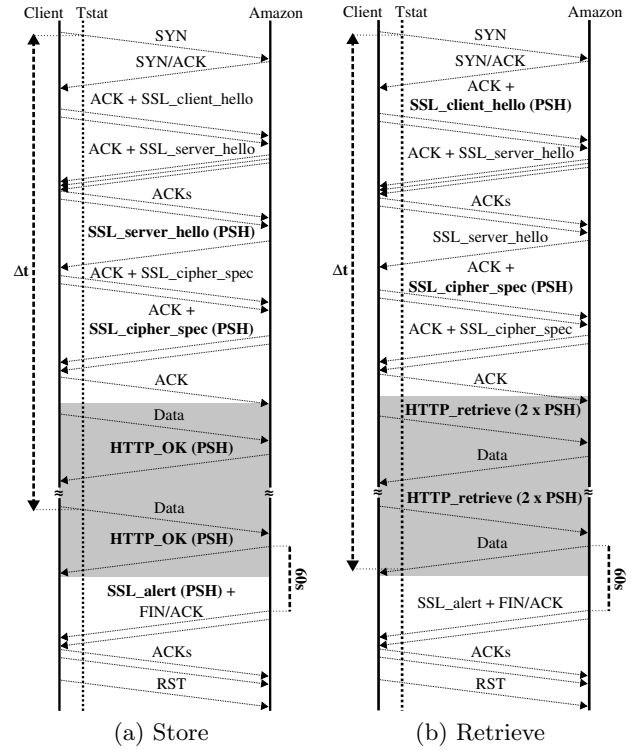 Client
Tstat
Amazon
SYN
SYN/ACK
ACK + SSL_client_hello
ACK + SSL_server_hello
ACKs
SSL_server_hello (PSH)
Δt
ACK + SSL_cipher_spec
ACK +
SSL_cipher_spec (PSH)
ACK
Data
HTTP_OK (PSH)
≈
≈
Data
HTTP_OK (PSH)
60s
SSL_alert (PSH) +
FIN/ACK
ACKs
RST
(a) Store
Client
Tstat
Amazon
SYN
SYN/ACK
ACK +
SSL_client_hello (PSH)
ACK + SSL_server_hello
ACKs
SSL_server_hello
Δt
ACK +
SSL_cipher_spec (PSH)
ACK + SSL_cipher_spec
ACK
HTTP_retrieve (2 x PSH)
Data
≈
≈
HTTP_retrieve (2 x PSH)
Data
60s
SSL_alert + FIN/ACK
ACKs
RST
(b) Retrieve